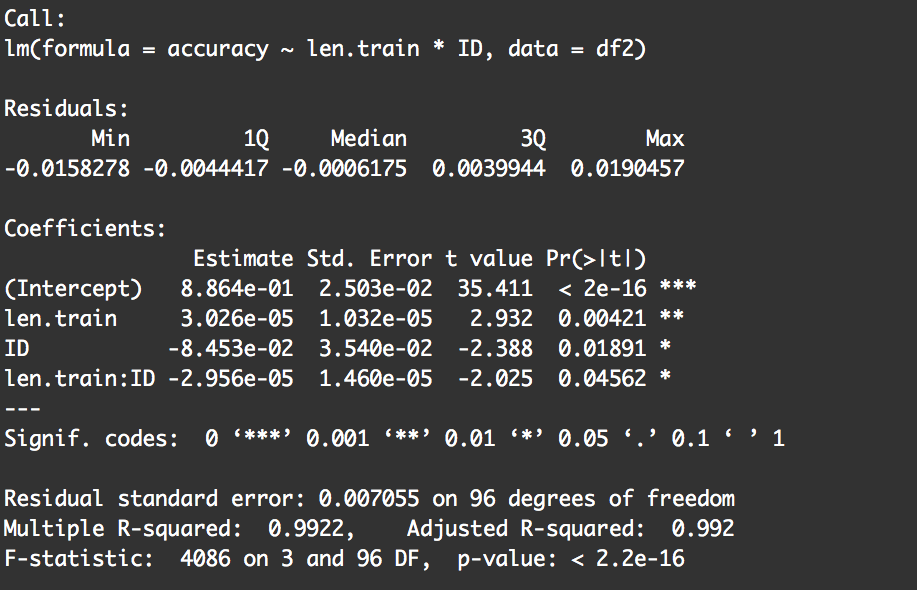 Call:
lm(formula = accuracy ~ len.train * ID, data = df2)

Residuals:
       Min         1Q     Median         3Q        Max
-0.0158278 -0.0044417 -0.0006175  0.0039944  0.0190457

Coefficients:
               Estimate Std. Error t value Pr(>|t|)
(Intercept)   8.864e-01  2.503e-02  35.411  < 2e-16 ***
len.train     3.026e-05  1.032e-05   2.932  0.00421 **
ID           -8.453e-02  3.540e-02  -2.388  0.01891 *
len.train:ID -2.956e-05  1.460e-05  -2.025  0.04562 *
---
Signif. codes:  0 ‘***’ 0.001 ‘**’ 0.01 ‘*’ 0.05 ‘.’ 0.1 ‘ ’ 1

Residual standard error: 0.007055 on 96 degrees of freedom
Multiple R-squared:  0.9922,	Adjusted R-squared:  0.992
F-statistic:  4086 on 3 and 96 DF,  p-value: < 2.2e-16